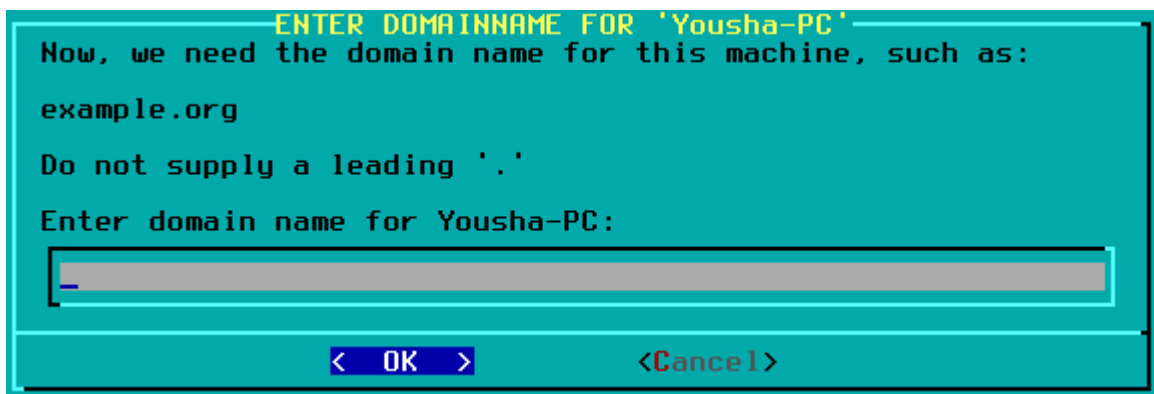 ENTER DOMAINNAME FOR 'Yousha-PC'
Now, we need the domain name for this machine, such as:
example.org
Do not supply a leading '.'
Enter domain name for Yousha-PC:
< OK > <Cancel>